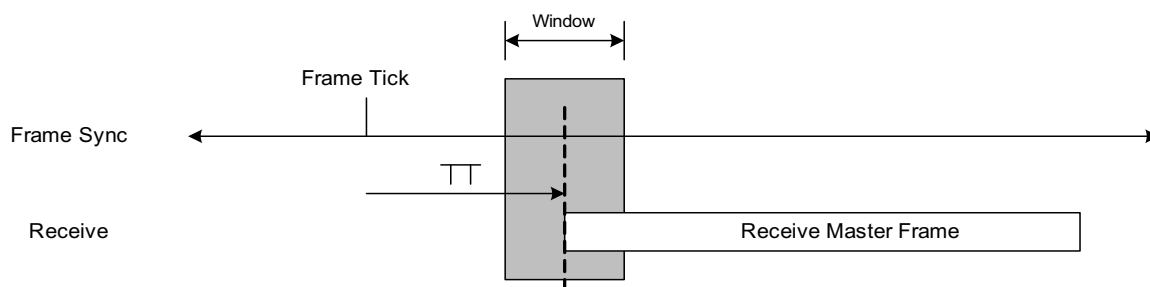 Window
Frame Tick
Frame Sync
TT
Receive
Receive Master Frame